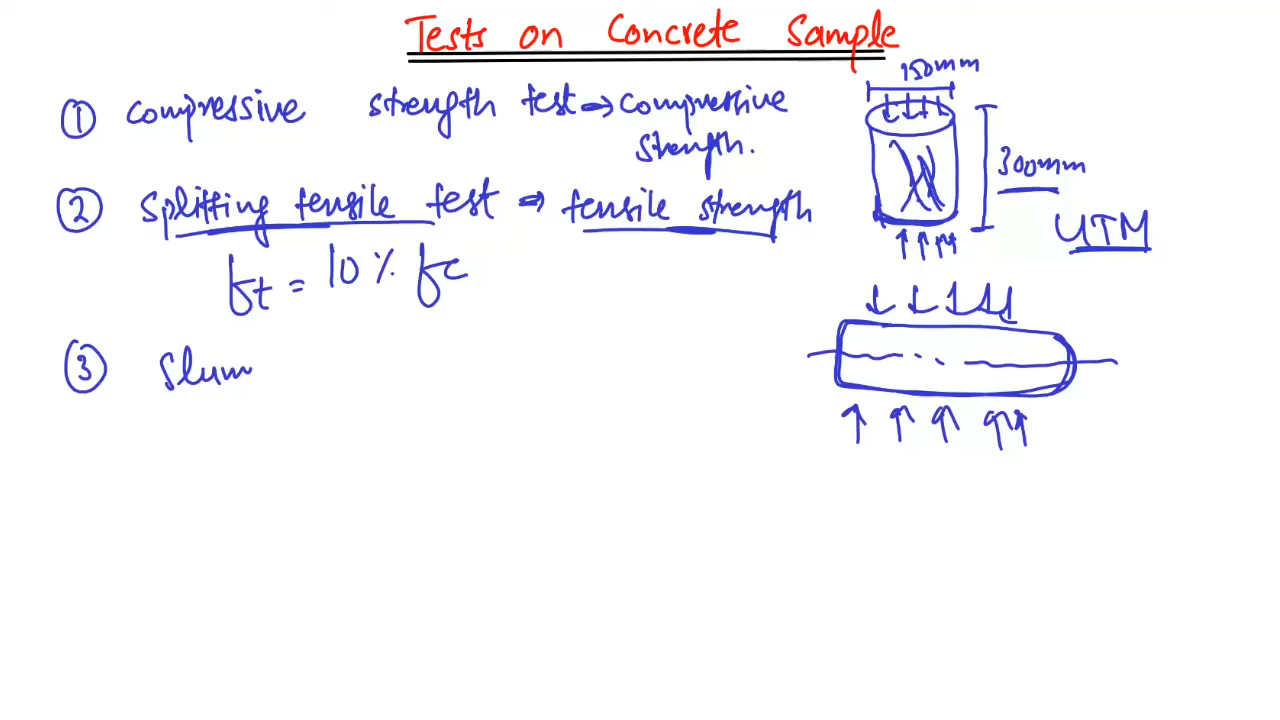 Tests on Concrete Sample
① compressive strength test → compressive strength.
② splitting tensile test → tensile strength
ft = 10 % fc
③ Slum
150mm
300mm
UTM